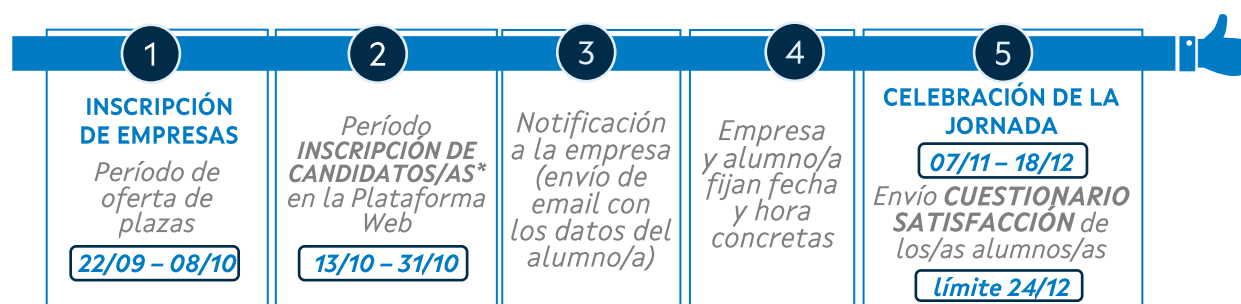 1
INSCRIPCIÓN
DE EMPRESAS
Período de
oferta de
plazas
22/09 – 08/10
2
Período
INSCRIPCIÓN DE
CANDIDATOS/AS*
en la Plataforma
Web
13/10 – 31/10
3
Notificación
a la empresa
(envío de
email con
los datos del
alumno/a)
4
Empresa
y alumno/a
fijan fecha
y hora
concretas
5
CELEBRACIÓN DE LA
JORNADA
07/11 – 18/12
Envío CUESTIONARIO
SATISFACCIÓN de
los/as alumnos/as
límite 24/12